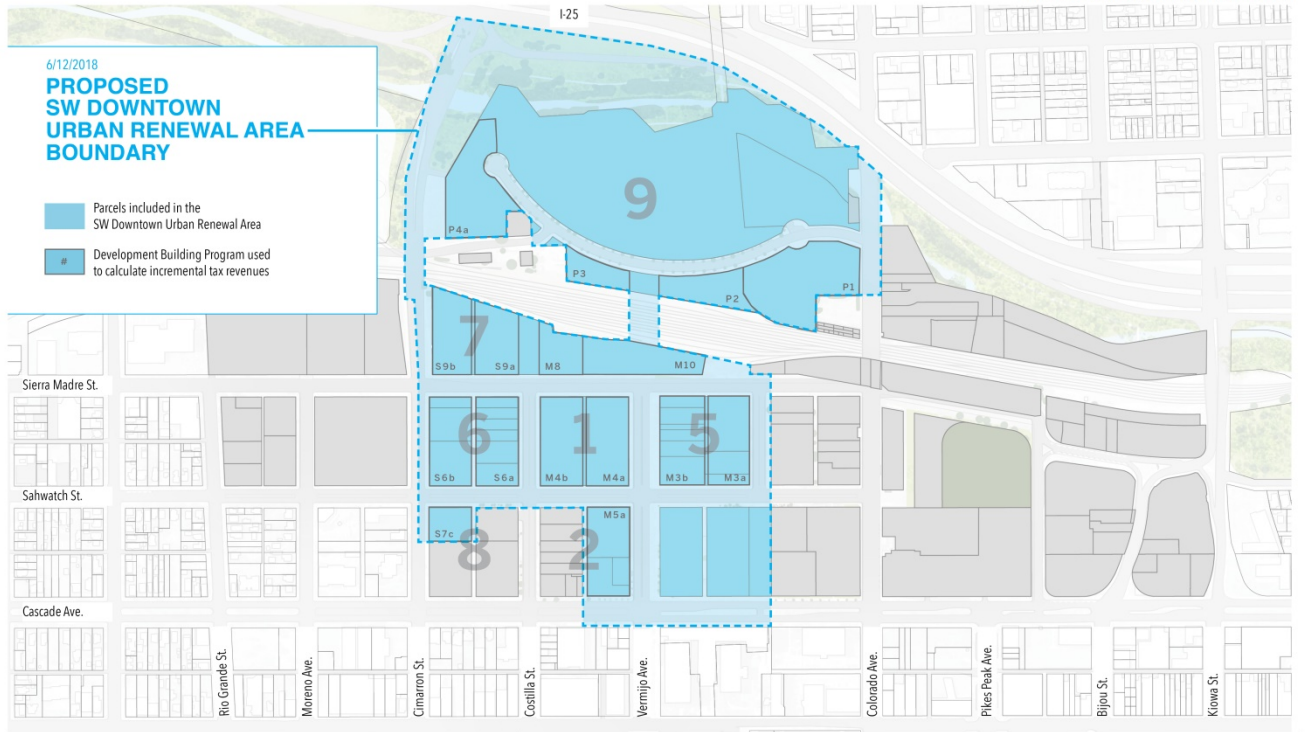 I-25
6/12/2018
PROPOSED
SW DOWNTOWN
URBAN RENEWAL AREA
BOUNDARY
Parcels included in the
SW Downtown Urban Renewal Area
#
Development Building Program used
to calculate incremental tax revenues
9
P4a
P3
P2
P1
7
S9b
S9a
M8
M10
Sierra Madre St.
6
1
5
S6b
S6a
M4b
M4a
M3b
M3a
Sahwatch St.
M5a
S7c
8
2
Cascade Ave.
Rio Grande St.
Moreno Ave.
Cimarron St.
Costilla St.
Vermijo Ave.
Colorado Ave.
Pikes Peak Ave.
Bijou St.
Kiowa St.